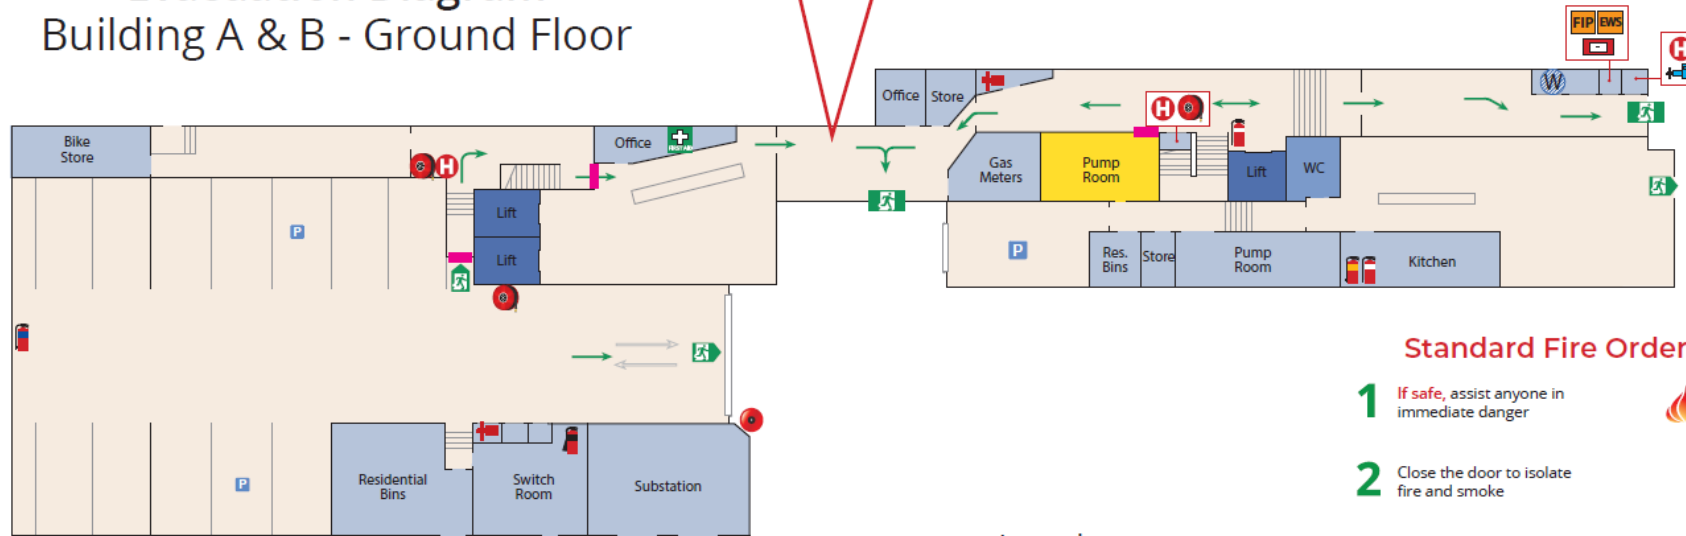 Building A & B - Ground Floor
FIP EWS
H
W
Office
Store
H
Bike
Store
Office
H
Gas
Meters
Pump
Room
Lift
WC
Lift
P
P
Res.
Bins
Store
Pump
Room
Kitchen
Lift
Standard Fire Order
1 If safe, assist anyone in
immediate danger
Residential
Bins
Switch
Room
Substation
P
2 Close the door to isolate
fire and smoke